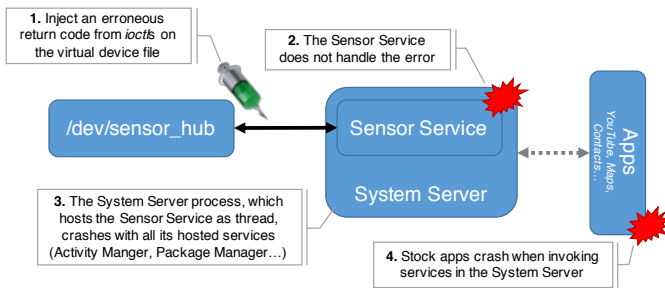 1. Inject an erroneous
return code from ioctls on
the virtual device file
2. The Sensor Service
does not handle the error
/dev/sensor_hub
Sensor Service
System Server
Apps
YouTube, Maps,
Contacts...
3. The System Server process, which
hosts the Sensor Service as thread,
crashes with all its hosted services
(Activity Manger, Package Manager...)
4. Stock apps crash when invoking
services in the System Server